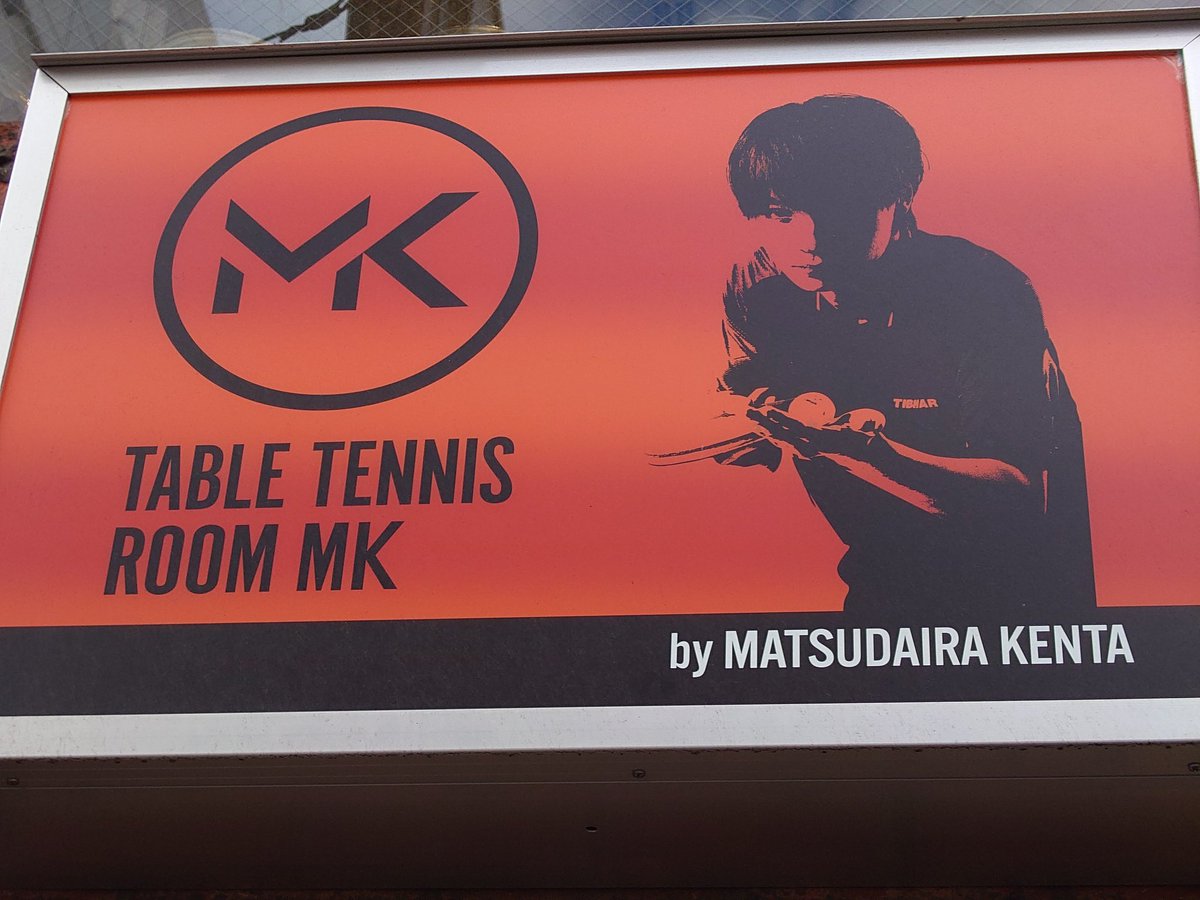 MK
TABLE TENNIS
ROOM MK
TIBHAR
by MATSUDAIRA KENTA